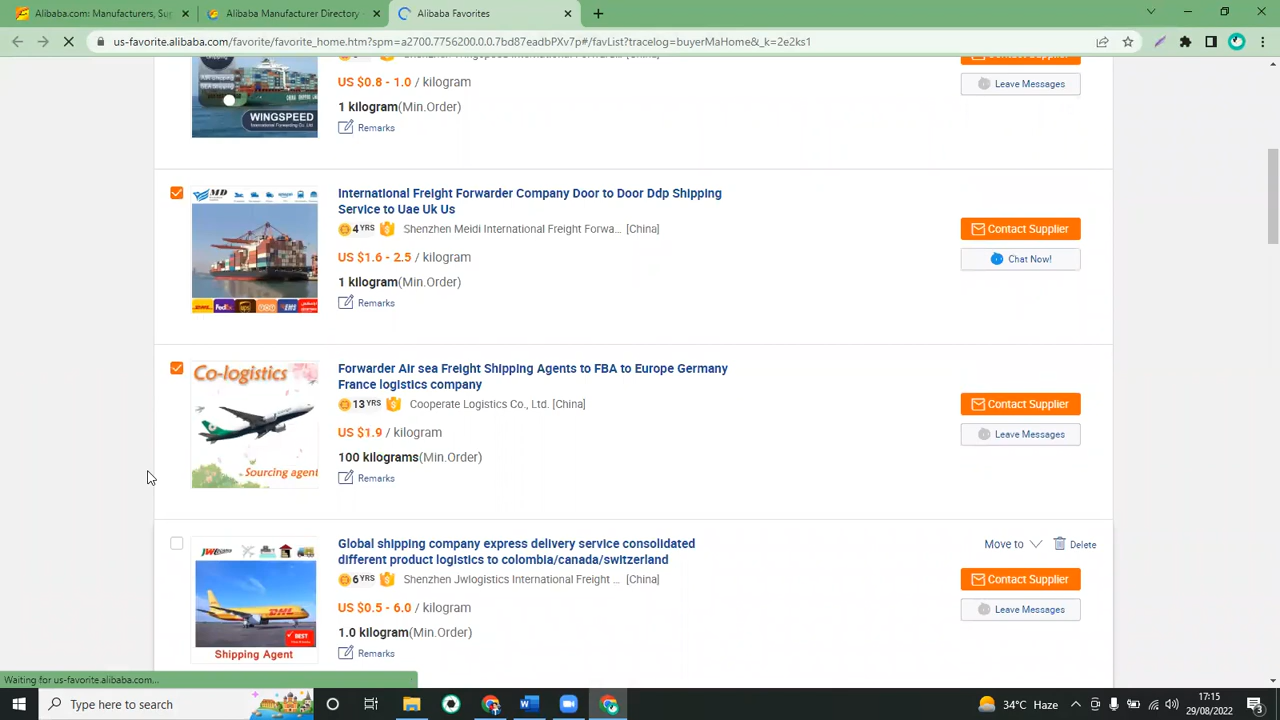 Alibaba.com: Manufacturers, Sup
Alibaba Manufacturer Directory
Alibaba Favorites
us-favorite.alibaba.com/favorite/favorite_home.htm?spm=a2700.7756200.0.0.7bd87eadbPXv7p#/favList?tracelog=buyerMaHome&_k=2e2ks1
WINGSPEED
US $0.8 - 1.0 / kilogram
1 kilogram(Min.Order)
Remarks
Contact Supplier
Leave Messages
MD
International Freight Forwarder Company Door to Door Ddp Shipping
Service to Uae Uk Us
4 YRS Shenzhen Meidi International Freight Forwa... [China]
US $1.6 - 2.5 / kilogram
1 kilogram(Min.Order)
Remarks
FedEx
EMS
Contact Supplier
Chat Now!
Co-logistics
Sourcing agent
Forwarder Air sea Freight Shipping Agents to FBA to Europe Germany
France logistics company
13 YRS Cooperate Logistics Co., Ltd. [China]
US $1.9 / kilogram
100 kilograms(Min.Order)
Remarks
Contact Supplier
Leave Messages
DHL
BEST
Shipping Agent
Global shipping company express delivery service consolidated
different product logistics to colombia/canada/switzerland
6 YRS Shenzhen Jwlogistics International Freight ... [China]
US $0.5 - 6.0 / kilogram
1.0 kilogram(Min.Order)
Remarks
Move to Delete
Contact Supplier
Leave Messages
Waiting for us-favorite.alibaba.com...
Type here to search
34°C Haze
17:15
29/08/2022